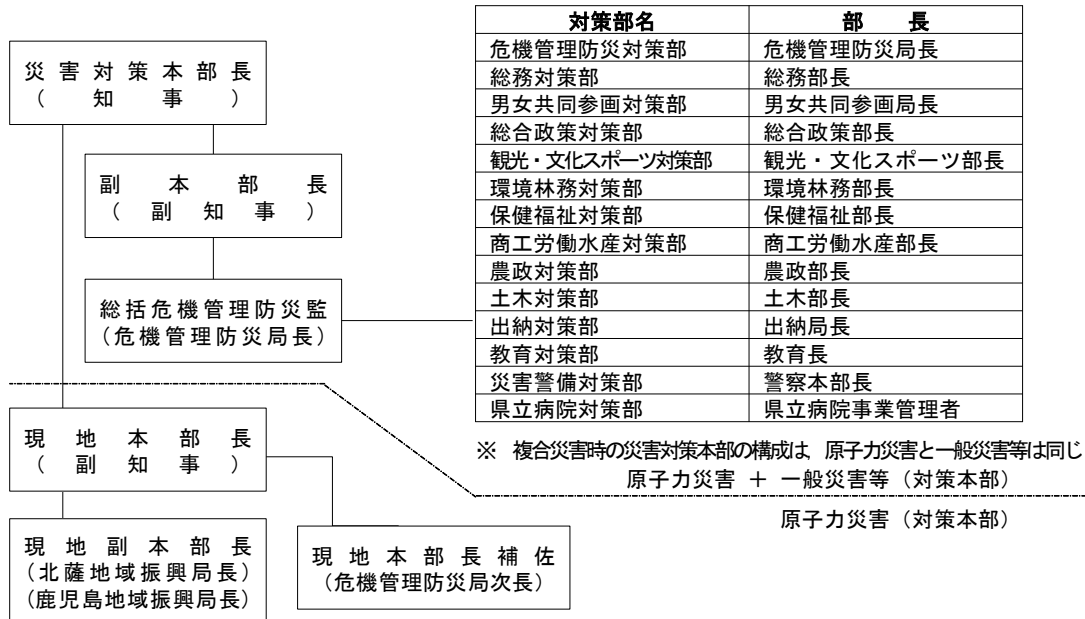 災害対策本部長
(知事)
副本部長
(副知事)
総括危機管理防災監
(危機管理防災局長)
対策部名 部長
危機管理防災対策部 危機管理防災局長
総務対策部 総務部長
男女共同参画対策部 男女共同参画局長
総合政策対策部 総合政策部長
観光・文化スポーツ対策部 観光・文化スポーツ部長
環境林務対策部 環境林務部長
保健福祉対策部 保健福祉部長
商工労働水産対策部 商工労働水産部長
農政対策部 農政部長
土木対策部 土木部長
出納対策部 出納局長
教育対策部 教育長
災害警備対策部 警察本部長
県立病院対策部 県立病院事業管理者
※ 複合災害時の災害対策本部の構成は,原子力災害と一般災害等は同じ
原子力災害 + 一般災害等(対策本部)
原子力災害(対策本部)
現地本部長
(副知事)
現地副本部長
(北薩地域振興局長)
(鹿児島地域振興局長)
現地本部長補佐
(危機管理防災局次長)